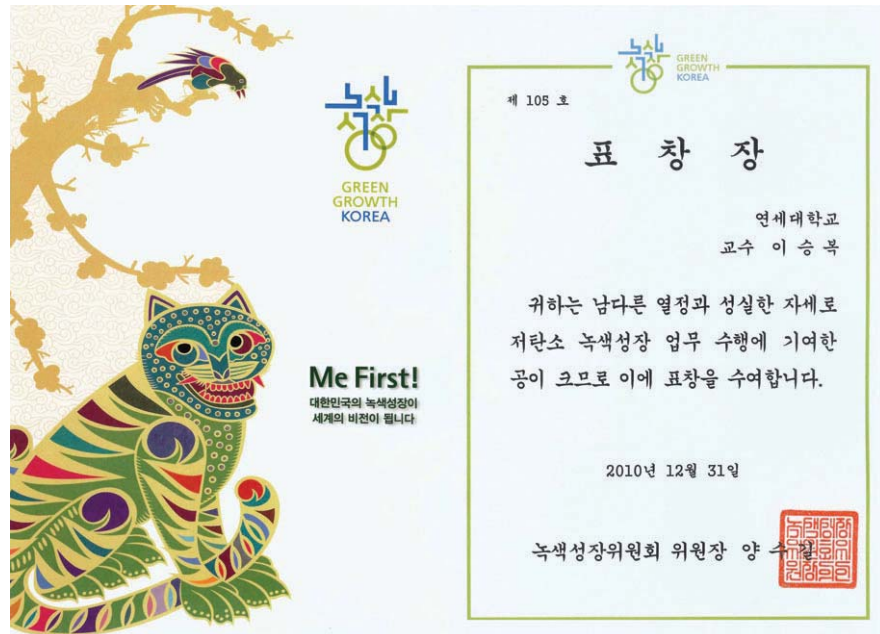 녹색
성장
GREEN
GROWTH
KOREA
Me First!
대한민국의 녹색성장이
세계의 비전이 됩니다
녹색
성장
GREEN
GROWTH
KOREA
제 105 호
표 창 장
연세대학교
교수 이 승 복
귀하는 남다른 열정과 성실한 자세로
저탄소 녹색성장 업무 수행에 기여한
공이 크므로 이에 표창을 수여합니다.
2010년 12월 31일
녹색성장위원회 위원장 양 수 길